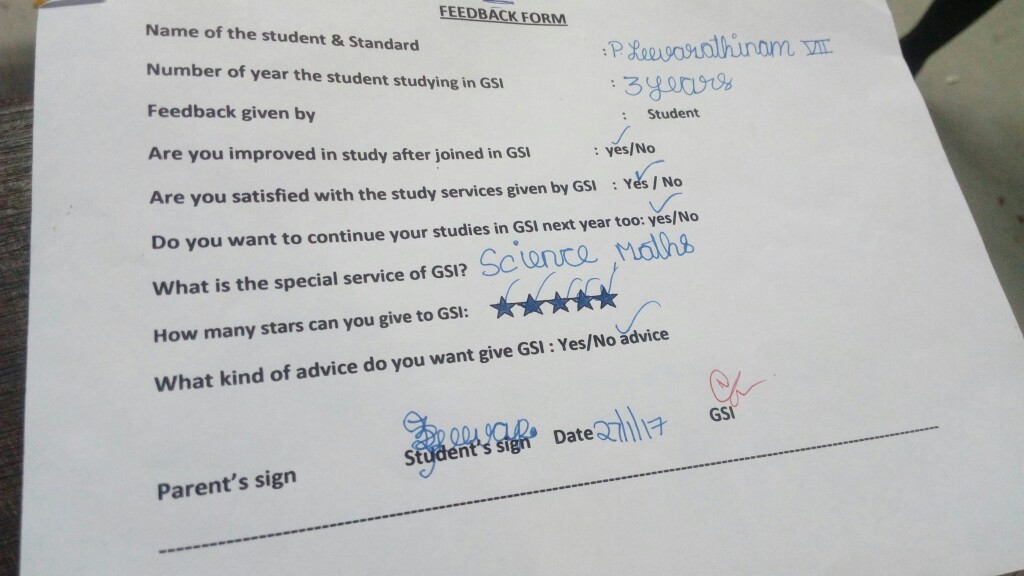 FEEDBACK FORM
Name of the student & Standard :P Leevarathinam VII
Number of year the student studying in GSI : 3 years
Feedback given by : Student
Are you improved in study after joined in GSI : yes/No
Are you satisfied with the study services given by GSI : Yes / No
Do you want to continue your studies in GSI next year too: yes/No
What is the special service of GSI? Science Maths
How many stars can you give to GSI: ★★★★★
What kind of advice do you want give GSI : Yes/No advice
Parent's sign Student's sign Date 27/1/17 GSI